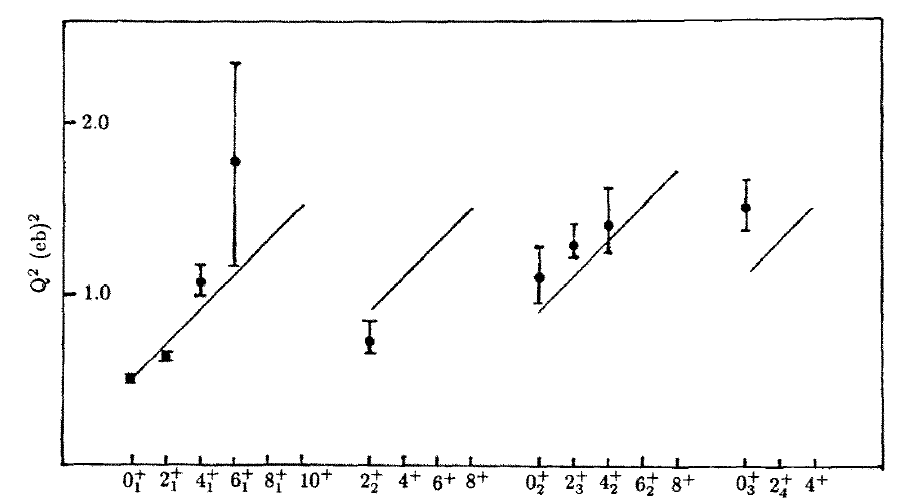 2.0
Q² (eb)²
1.0
0₁⁺ 2₁⁺ 4₁⁺ 6₁⁺ 8₁⁺ 10⁺ 2₂⁺ 4⁺ 6⁺ 8⁺ 0₂⁺ 2₃⁺ 4₂⁺ 6₂⁺ 8⁺ 0₃⁺ 2₄⁺ 4⁺